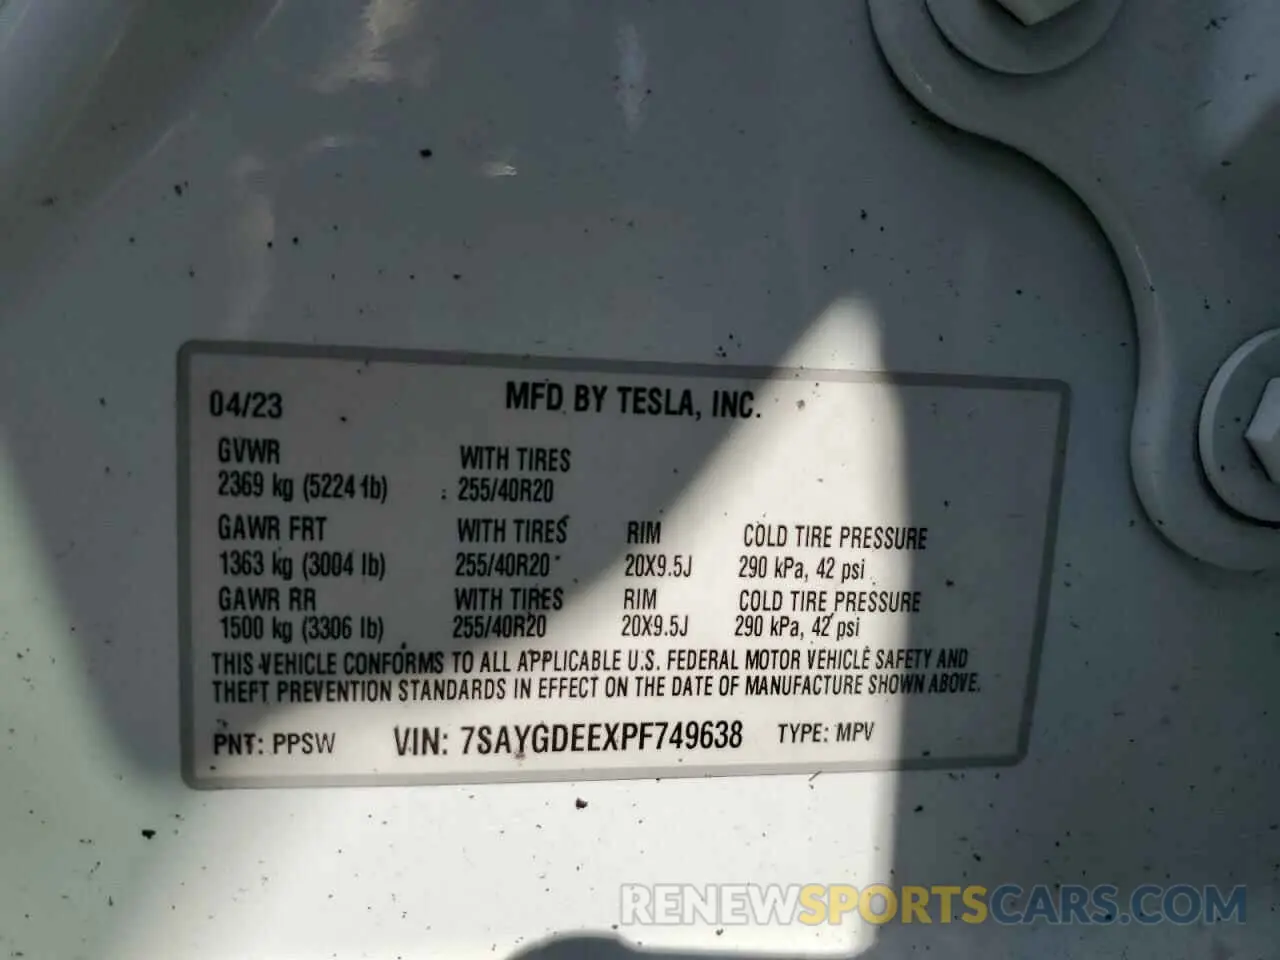 04/23 MFD BY TESLA, INC.
GVWR WITH TIRES
2369 kg (5224 lb) 255/40R20
GAWR FRT WITH TIRES RIM COLD TIRE PRESSURE
1363 kg (3004 lb) 255/40R20 20X9.5J 290 kPa, 42 psi
GAWR RR WITH TIRES RIM COLD TIRE PRESSURE
1500 kg (3306 lb) 255/40R20 20X9.5J 290 kPa, 42 psi
THIS VEHICLE CONFORMS TO ALL APPLICABLE U.S. FEDERAL MOTOR VEHICLE SAFETY AND
THEFT PREVENTION STANDARDS IN EFFECT ON THE DATE OF MANUFACTURE SHOWN ABOVE.
PNT: PPSW VIN: 7SAYGDEEXPF749638 TYPE: MPV
RENEWSPORTSCARS.COM